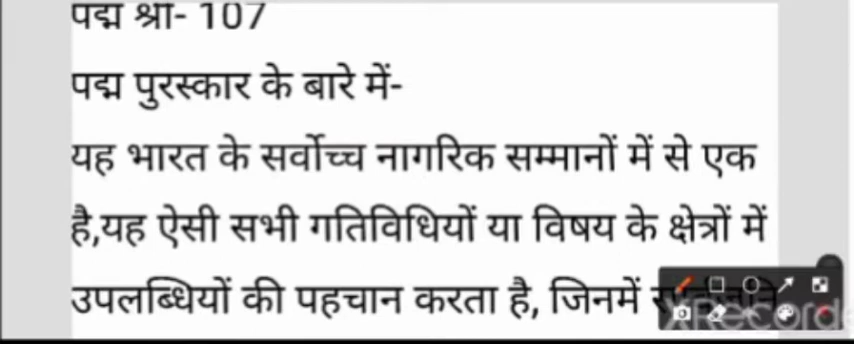 पद्म श्री- 107
पद्म पुरस्कार के बारे में-
यह भारत के सर्वोच्च नागरिक सम्मानों में से एक
है,यह ऐसी सभी गतिविधियों या विषय के क्षेत्रों में
उपलब्धियों की पहचान करता है, जिनमें
XRecorder